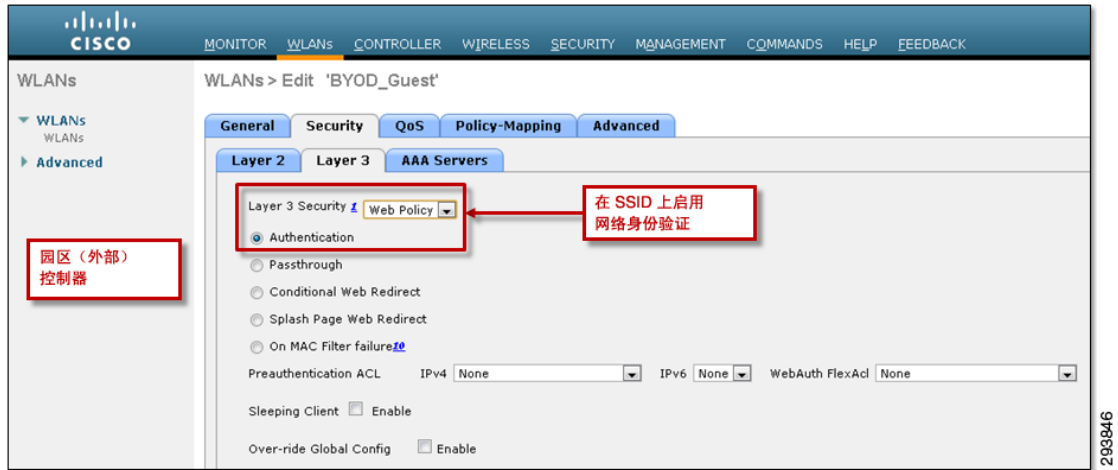 CISCO
MONITOR WLANs CONTROLLER WIRELESS SECURITY MANAGEMENT COMMANDS HELP FEEDBACK
WLANs
WLANs > Edit 'BYOD_Guest'
WLANs
WLANs
Advanced
General Security QoS Policy-Mapping Advanced
Layer 2 Layer 3 AAA Servers
Layer 3 Security 1 Web Policy
在 SSID 上启用
网络身份验证
Authentication
园区（外部）
控制器
Passthrough
Conditional Web Redirect
Splash Page Web Redirect
On MAC Filter failure10
Preauthentication ACL IPv4 None IPv6 None WebAuth FlexAcl None
Sleeping Client Enable
Over-ride Global Config Enable
293846